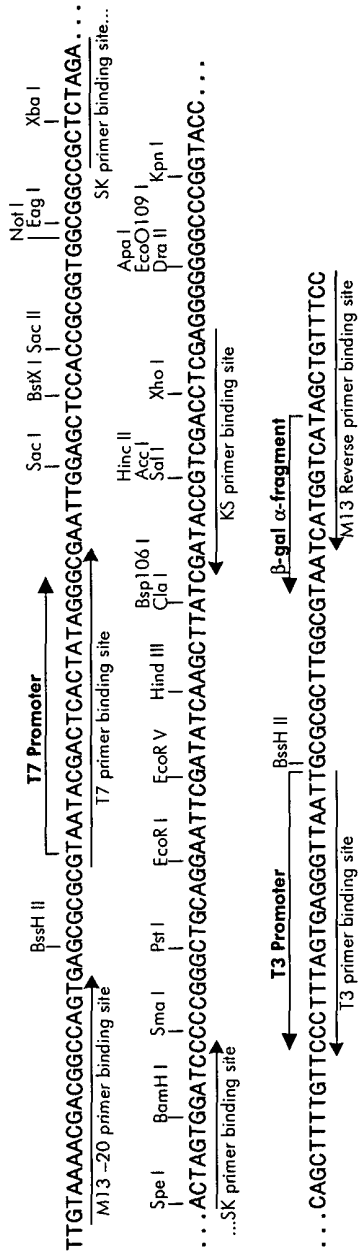 T7 Promoter
BssH II Sac I BstX I Sac II Not I Eag I Xba I
TTGTAAAACGACGGCCAGTGAGCGCGCGTAATACGACTCACTATAGGGCGAATTGGAGCTCCACCGCGGTGGCGGCCGCTCTAGA...
M13 –20 primer binding site T7 primer binding site SK primer binding site...
Spe I BamH I Sma I Pst I EcoR I EcoR V Hind III Bsp106 I Cla I Hinc II Acc I Sal I Xho I Apa I EcoO109 I Dra II Kpn I
...ACTAGTGGATCCCCCGGGCTGCAGGAATTCGATATCAAGCTTATCGATACCGTCGACCTCGAGGGGGGGCCCGGTACC...
....SK primer binding site KS primer binding site
T3 Promoter BssH II β-gal α-fragment
....CAGCTTTTGTTCCCTTTAGTGAGGGTTAATTGCGCGCTTGGCGTAATCATGGTCATAGCTGTTTCC
T3 primer binding site M13 Reverse primer binding site